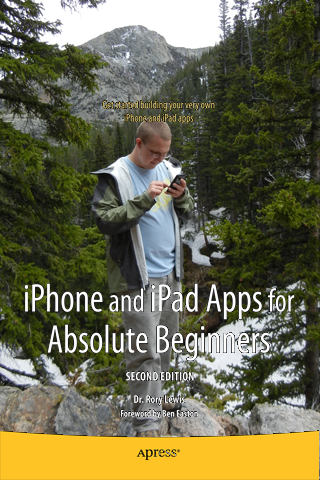 Get started building your very own
iPhone and iPad apps
iPhone and iPad Apps for
Absolute Beginners
SECOND EDITION
Dr. Rory Lewis
Foreword by Ben Easton
Apress®